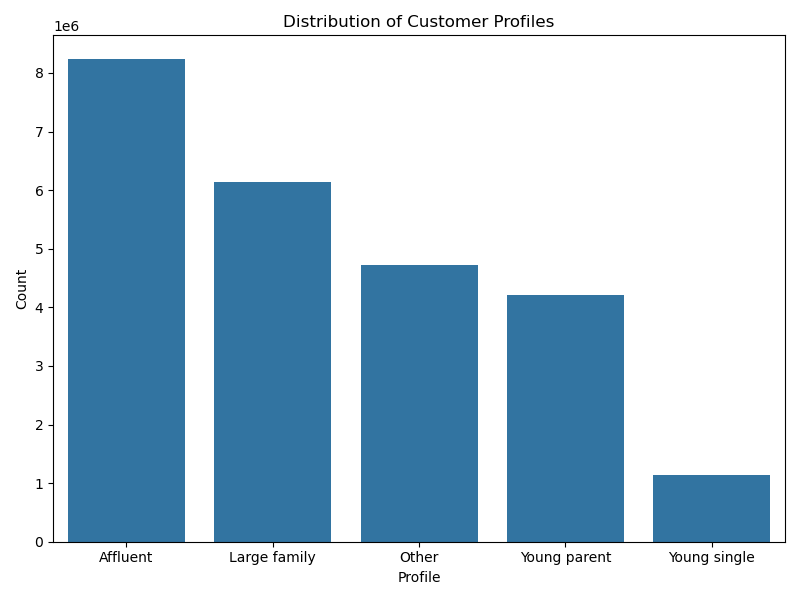 Distribution of Customer Profiles
1e6
8
7
6
5
4
3
2
1
0
Count
Affluent Large family Other Young parent Young single
Profile